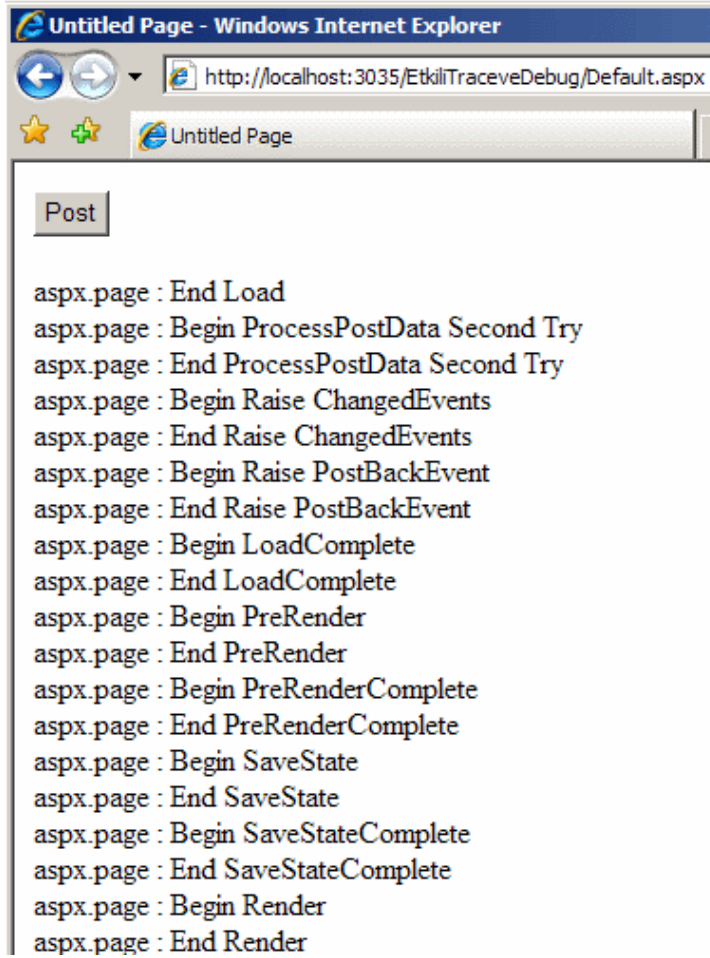 Untitled Page - Windows Internet Explorer
http://localhost:3035/EtkiliTraceveDebug/Default.aspx
Untitled Page
Post
aspx.page : End Load
aspx.page : Begin ProcessPostData Second Try
aspx.page : End ProcessPostData Second Try
aspx.page : Begin Raise ChangedEvents
aspx.page : End Raise ChangedEvents
aspx.page : Begin Raise PostBackEvent
aspx.page : End Raise PostBackEvent
aspx.page : Begin LoadComplete
aspx.page : End LoadComplete
aspx.page : Begin PreRender
aspx.page : End PreRender
aspx.page : Begin PreRenderComplete
aspx.page : End PreRenderComplete
aspx.page : Begin SaveState
aspx.page : End SaveState
aspx.page : Begin SaveStateComplete
aspx.page : End SaveStateComplete
aspx.page : Begin Render
aspx.page : End Render